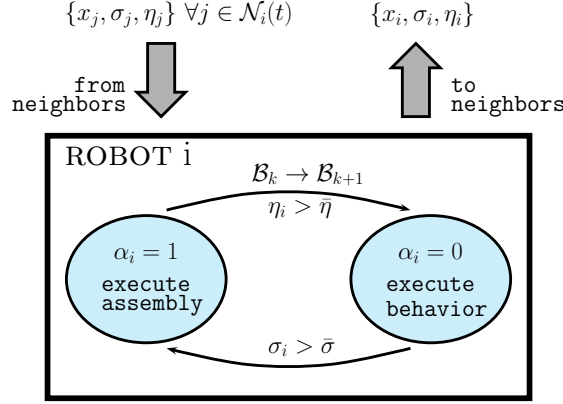 {x_j, σ_j, η_j} ∀j ∈ 𝒩_i(t)
{x_i, σ_i, η_i}
from
neighbors
to
neighbors
ROBOT i
ℬ_k → ℬ_{k+1}
η_i > η̄
α_i = 1
execute
assembly
α_i = 0
execute
behavior
σ_i > σ̄